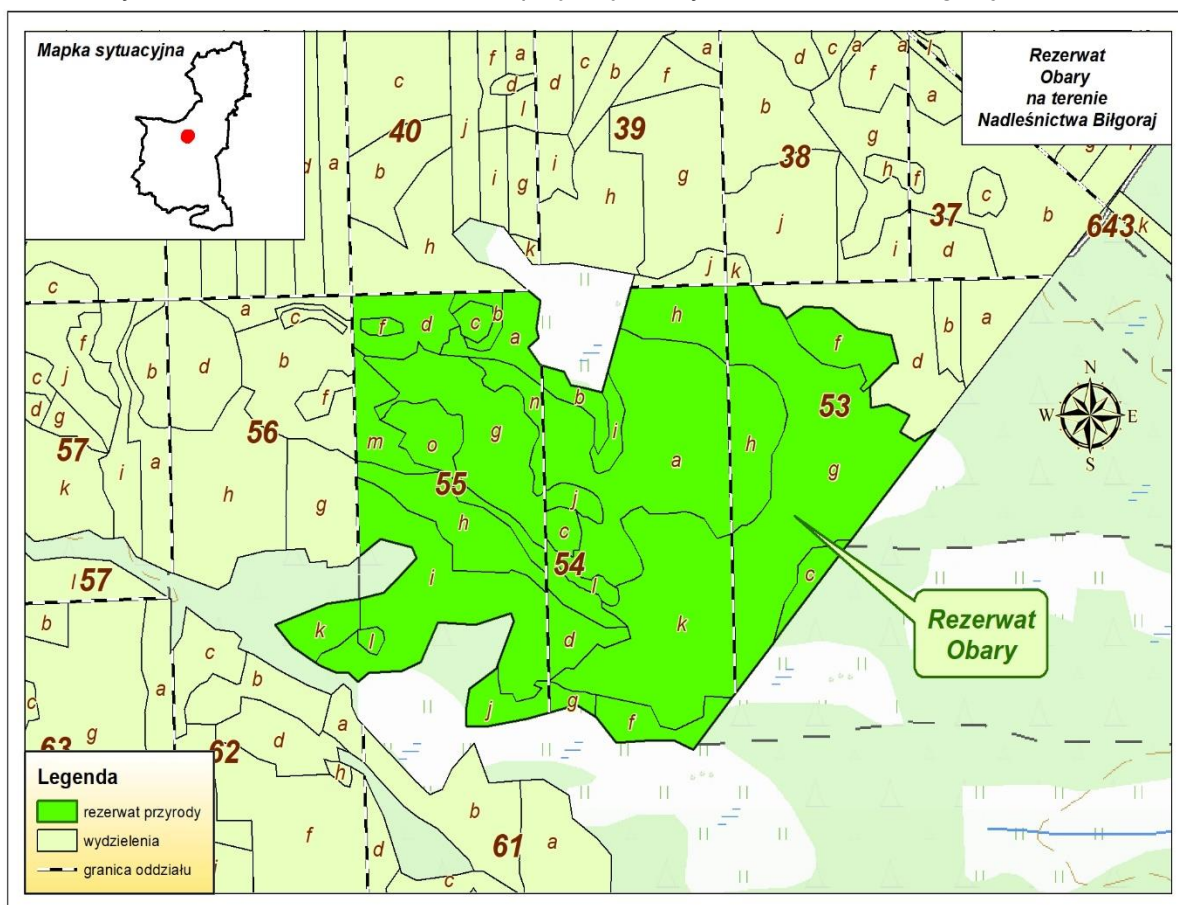 Mapka sytuacyjna
Rezerwat
Obary
na terenie
Nadleśnictwa Biłgoraj
c
f
a
d
l
j
i
g
b
h
k
40
d
c
b
f
a
i
h
g
j
39
d
c
a
f
b
g
h
j
k
i
38
a
l
f
a
c
b
d
37
643
k
g
d
a
c
f
j
c
d
g
b
i
a
k
57
l
57
a
c
d
b
f
h
g
56
f
d
c
b
a
n
g
m
o
h
i
k
l
j
55
b
i
h
a
j
c
l
d
k
g
f
54
f
h
g
c
d
b
a
53
N
W
E
S
Rezerwat
Obary
b
a
c
g
63
c
b
a
d
h
f
62
d
b
a
c
61
Legenda
rezerwat przyrody
wydzielenia
granica oddziału